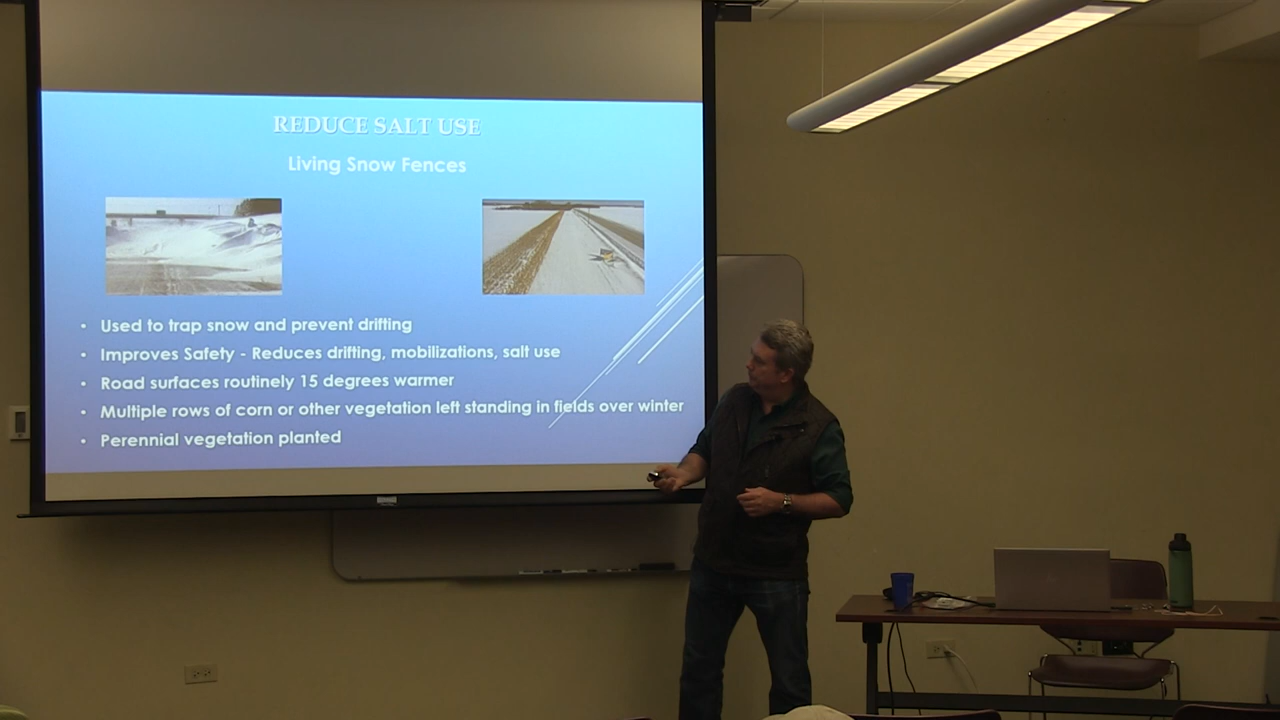 REDUCE SALT USE
Living Snow Fences
• Used to trap snow and prevent drifting
• Improves Safety - Reduces drifting, mobilizations, salt use
• Road surfaces routinely 15 degrees warmer
• Multiple rows of corn or other vegetation left standing in fields over winter
• Perennial vegetation planted